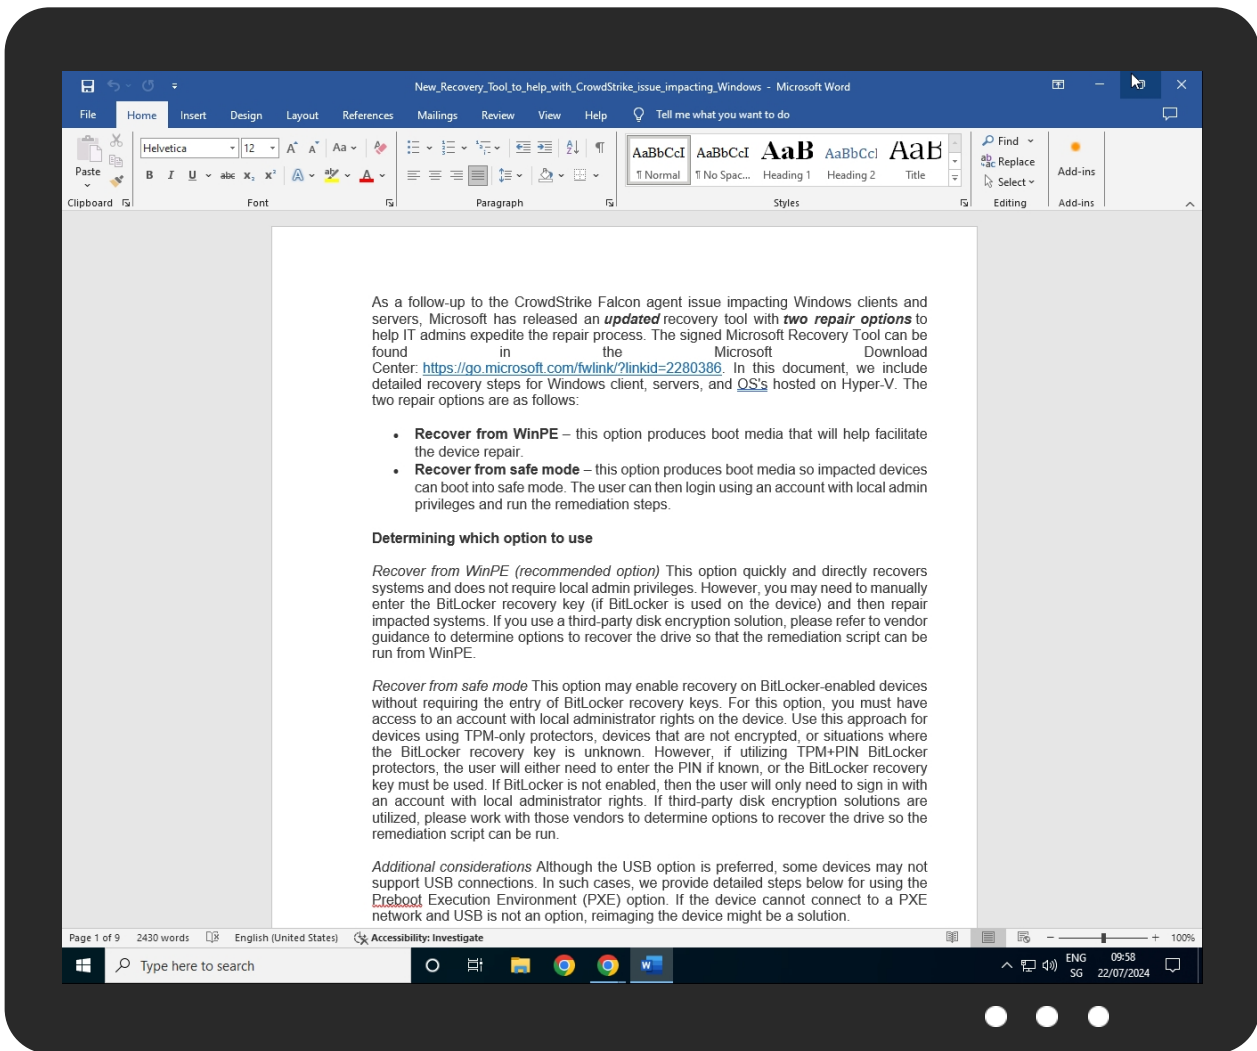 New_Recovery_Tool_to_help_with_CrowdStrike_issue_impacting_Windows - Microsoft Word
File Home Insert Design Layout References Mailings Review View Help Tell me what you want to do
Helvetica 12 A A Aa Find
AaBbCcI AaBbCcI AaB AaBbCcI AaB
Replace
Paste B I U abc x₂ x² A A ¶ Normal ¶ No Spac... Heading 1 Heading 2 Title Select Add-ins
Clipboard Font Paragraph Styles Editing Add-ins
As a follow-up to the CrowdStrike Falcon agent issue impacting Windows clients and
servers, Microsoft has released an updated recovery tool with two repair options to
help IT admins expedite the repair process. The signed Microsoft Recovery Tool can be
found in the Microsoft Download
Center: https://go.microsoft.com/fwlink/?linkid=2280386. In this document, we include
detailed recovery steps for Windows client, servers, and OS's hosted on Hyper-V. The
two repair options are as follows:
• Recover from WinPE – this option produces boot media that will help facilitate
the device repair.
• Recover from safe mode – this option produces boot media so impacted devices
can boot into safe mode. The user can then login using an account with local admin
privileges and run the remediation steps.
Determining which option to use
Recover from WinPE (recommended option) This option quickly and directly recovers
systems and does not require local admin privileges. However, you may need to manually
enter the BitLocker recovery key (if BitLocker is used on the device) and then repair
impacted systems. If you use a third-party disk encryption solution, please refer to vendor
guidance to determine options to recover the drive so that the remediation script can be
run from WinPE.
Recover from safe mode This option may enable recovery on BitLocker-enabled devices
without requiring the entry of BitLocker recovery keys. For this option, you must have
access to an account with local administrator rights on the device. Use this approach for
devices using TPM-only protectors, devices that are not encrypted, or situations where
the BitLocker recovery key is unknown. However, if utilizing TPM+PIN BitLocker
protectors, the user will either need to enter the PIN if known, or the BitLocker recovery
key must be used. If BitLocker is not enabled, then the user will only need to sign in with
an account with local administrator rights. If third-party disk encryption solutions are
utilized, please work with those vendors to determine options to recover the drive so the
remediation script can be run.
Additional considerations Although the USB option is preferred, some devices may not
support USB connections. In such cases, we provide detailed steps below for using the
Preboot Execution Environment (PXE) option. If the device cannot connect to a PXE
network and USB is not an option, reimaging the device might be a solution.
Page 1 of 9 2430 words English (United States) Accessibility: Investigate 100%
Type here to search ENG 09:58
SG 22/07/2024